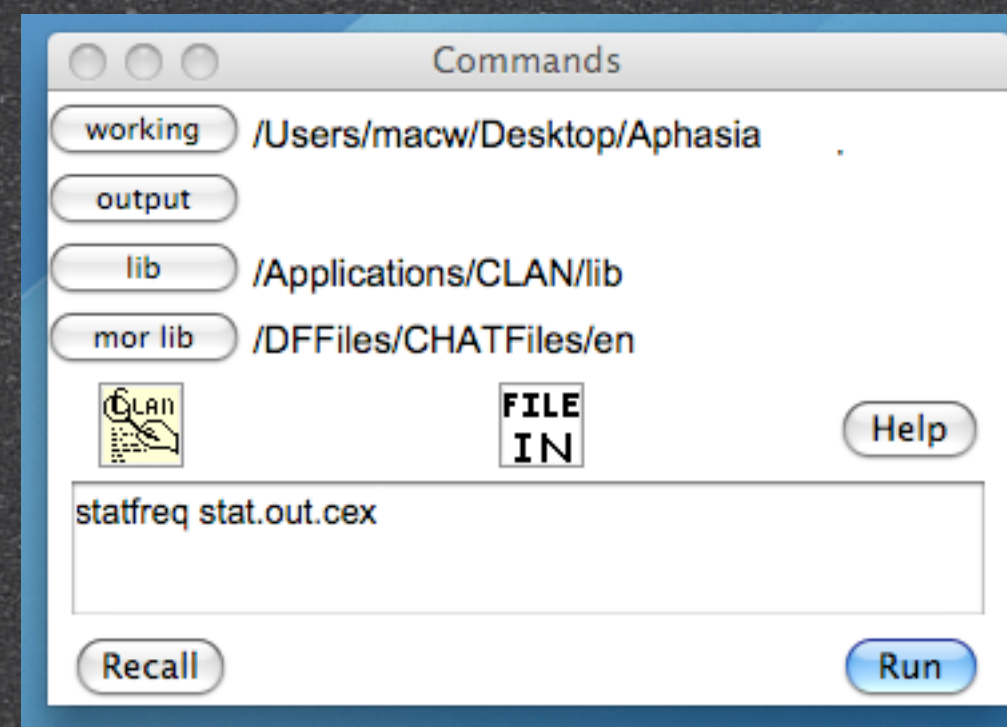 Commands
working /Users/macw/Desktop/Aphasia
output
lib /Applications/CLAN/lib
mor lib /DFFiles/CHATFiles/en
CLAN FILE IN Help
statfreq stat.out.cex
Recall Run